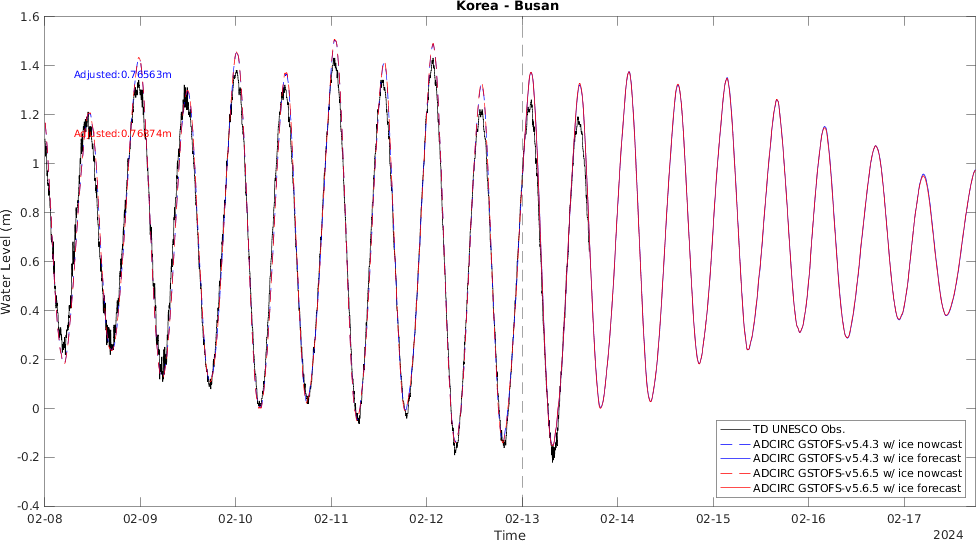 Korea - Busan
1.6
1.4
1.2
1
0.8
0.6
0.4
0.2
0
-0.2
-0.4
Water Level (m)
Adjusted:0.76563m
Adjusted:0.76874m
TD UNESCO Obs.
ADCIRC GSTOFS-v5.4.3 w/ ice nowcast
ADCIRC GSTOFS-v5.4.3 w/ ice forecast
ADCIRC GSTOFS-v5.6.5 w/ ice nowcast
ADCIRC GSTOFS-v5.6.5 w/ ice forecast
02-08 02-09 02-10 02-11 02-12 02-13 02-14 02-15 02-16 02-17
Time
2024